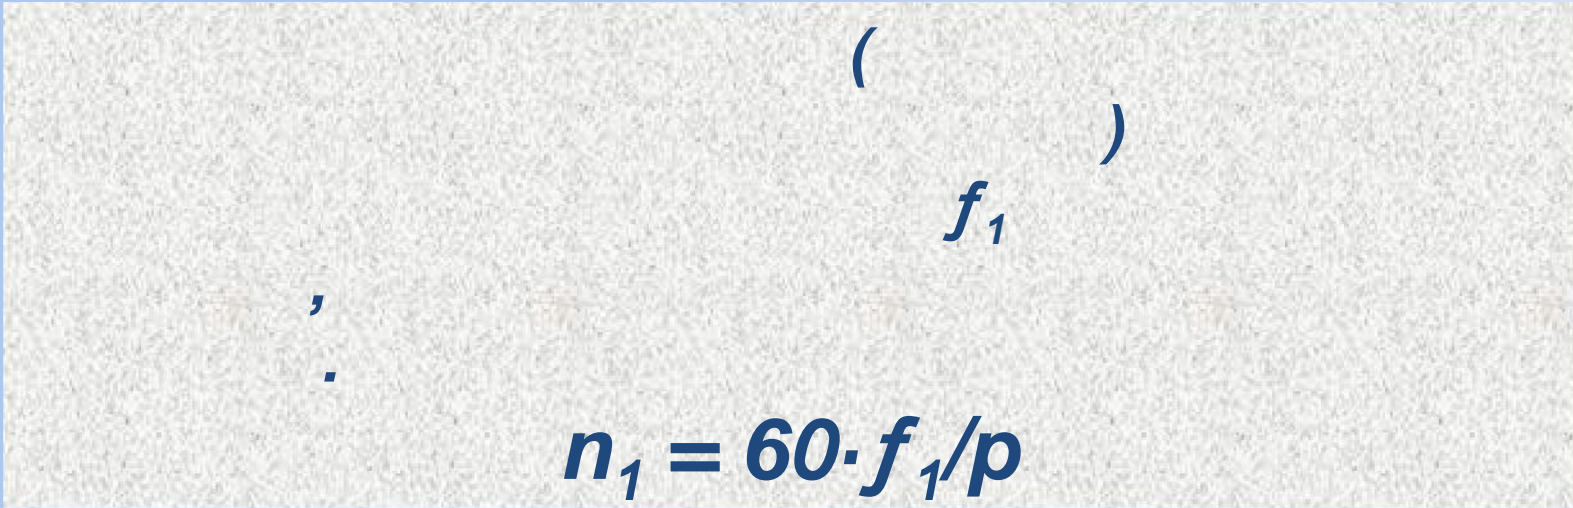 (
)
f₁
,
.
n₁ = 60·f₁/p